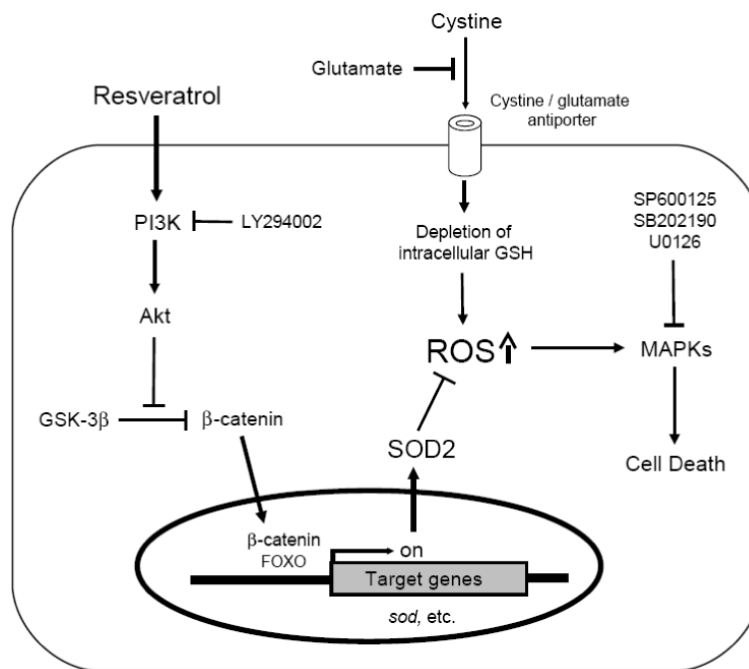 Cystine
Glutamate
Resveratrol
Cystine / glutamate
antiporter
SP600125
SB202190
U0126
PI3K
LY294002
Depletion of
intracellular GSH
Akt
ROS
MAPKs
GSK-3β
β-catenin
SOD2
Cell Death
β-catenin
FOXO
on
Target genes
sod, etc.